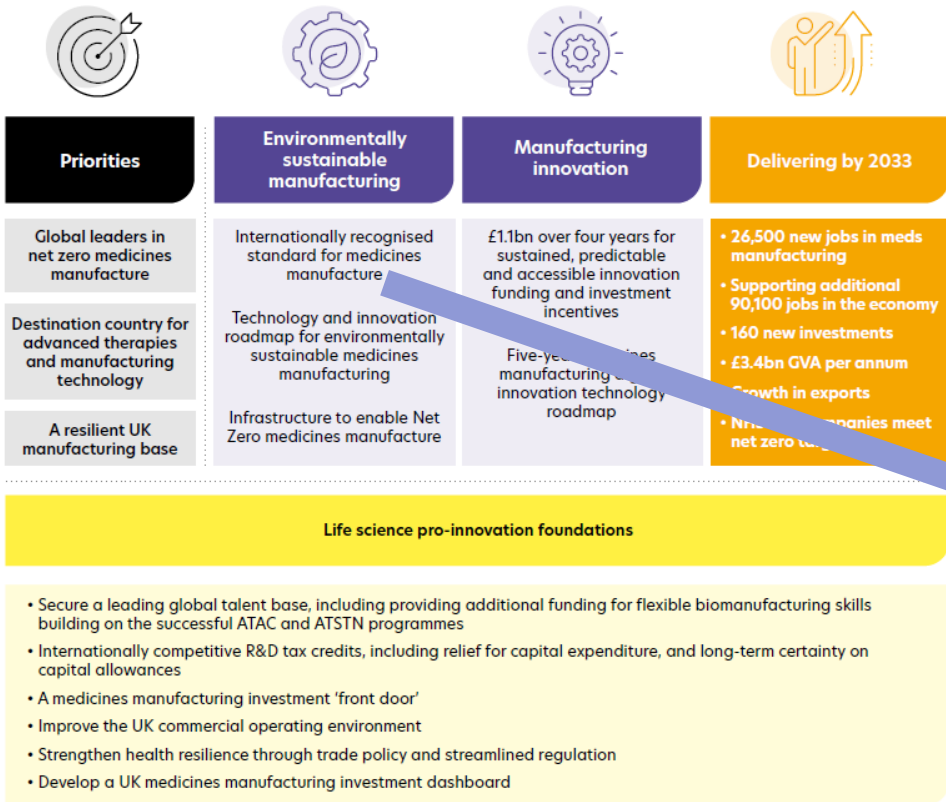 Priorities
Environmentally
sustainable
manufacturing
Manufacturing
innovation
Delivering by 2033
Global leaders in
net zero medicines
manufacture
Destination country for
advanced therapies
and manufacturing
technology
A resilient UK
manufacturing base
Internationally recognised
standard for medicines
manufacture
Technology and innovation
roadmap for environmentally
sustainable medicines
manufacturing
Infrastructure to enable Net
Zero medicines manufacture
£1.1bn over four years for
sustained, predictable
and accessible innovation
funding and investment
incentives
Five-year
manufacturing
innovation technology
roadmap
• 26,500 new jobs in meds
manufacturing
• Supporting additional
90,100 jobs in the economy
• 160 new investments
• £3.4bn GVA per annum
• Growth in exports
• meet
net zero
Life science pro-innovation foundations
• Secure a leading global talent base, including providing additional funding for flexible biomanufacturing skills
building on the successful ATAC and ATSTN programmes
• Internationally competitive R&D tax credits, including relief for capital expenditure, and long-term certainty on
capital allowances
• A medicines manufacturing investment ‘front door’
• Improve the UK commercial operating environment
• Strengthen health resilience through trade policy and streamlined regulation
• Develop a UK medicines manufacturing investment dashboard